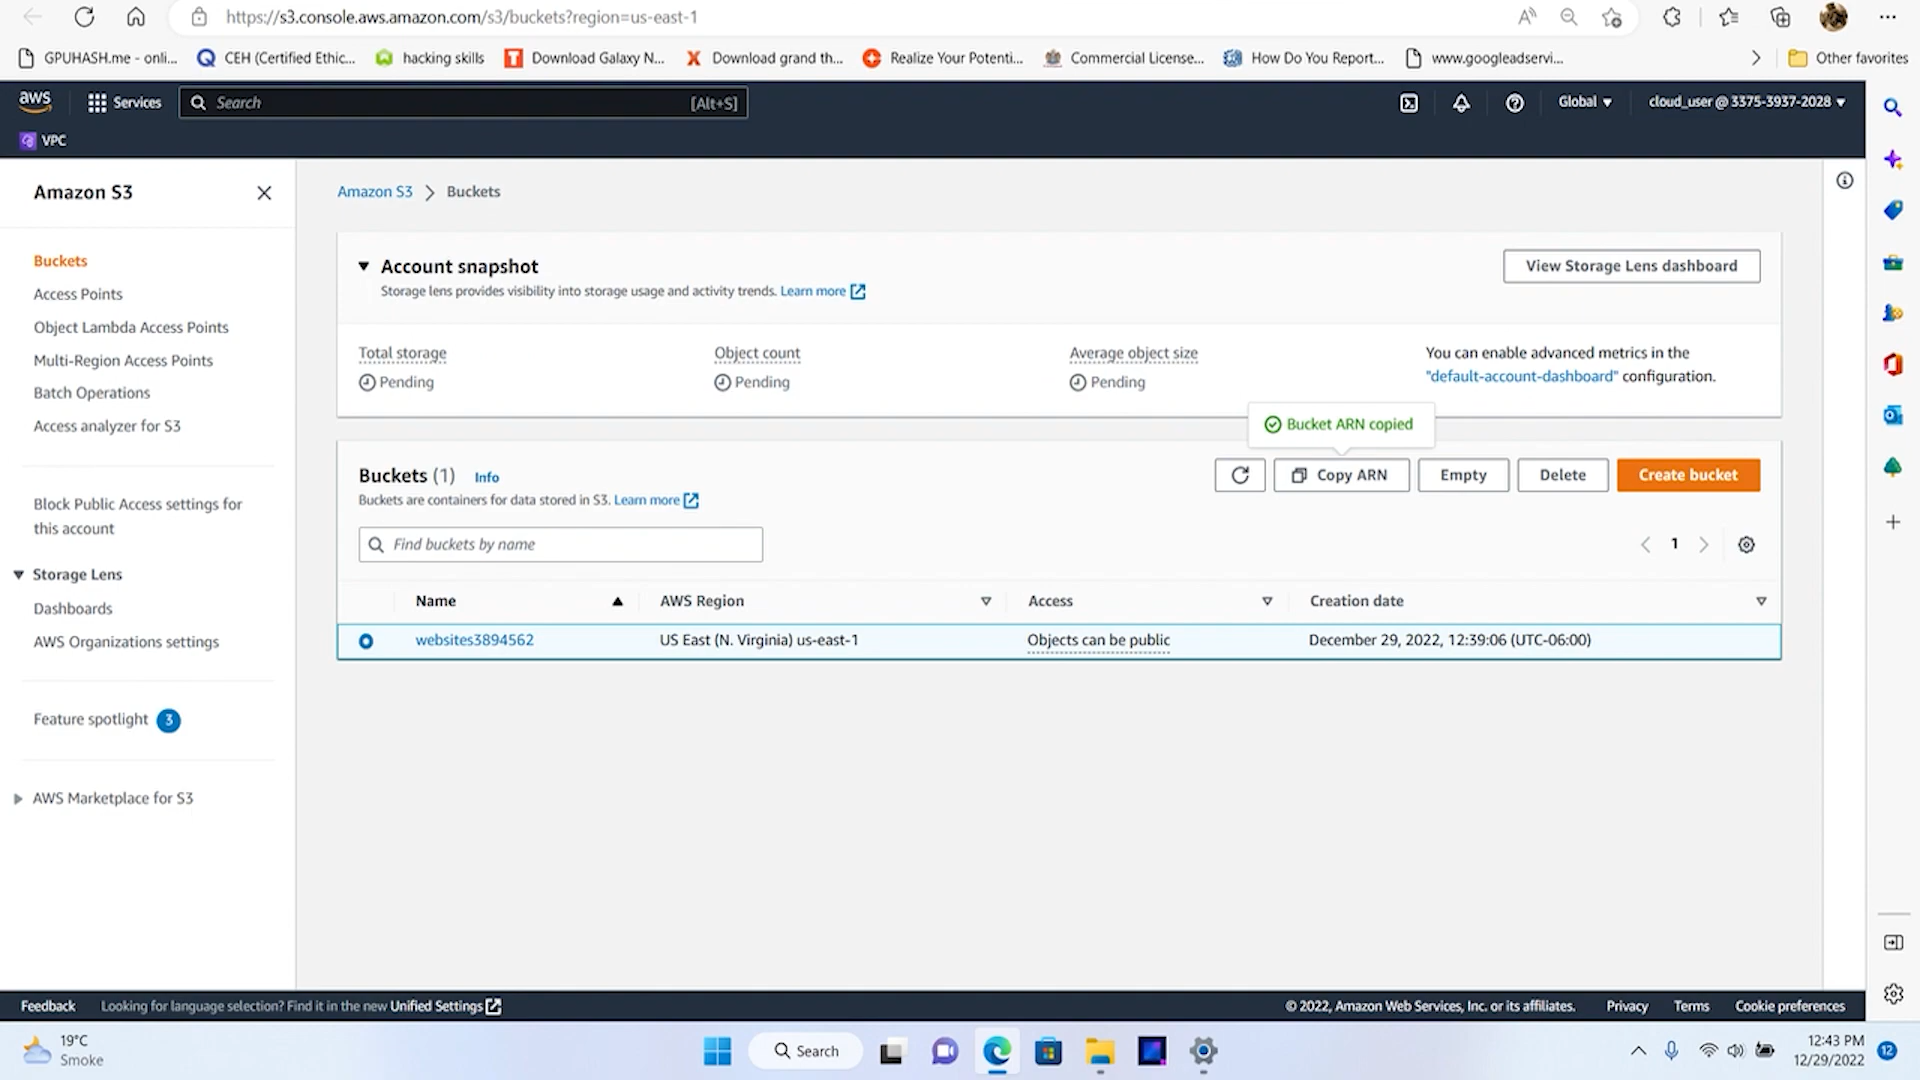 https://s3.console.aws.amazon.com/s3/buckets?region=us-east-1
GPUHASH.me - onli...
CEH (Certified Ethic...
hacking skills
Download Galaxy N...
Download grand th...
Realize Your Potenti...
Commercial License...
How Do You Report...
www.googleadservi...
Other favorites
aws
Services
Search
[Alt+S]
Global
cloud_user @ 3375-3937-2028
VPC
Amazon S3
Buckets
Access Points
Object Lambda Access Points
Multi-Region Access Points
Batch Operations
Access analyzer for S3
Block Public Access settings for
this account
Storage Lens
Dashboards
AWS Organizations settings
Feature spotlight 3
AWS Marketplace for S3
Amazon S3 > Buckets
Account snapshot
Storage lens provides visibility into storage usage and activity trends. Learn more
View Storage Lens dashboard
Total storage
Pending
Object count
Pending
Average object size
Pending
You can enable advanced metrics in the
"default-account-dashboard" configuration.
Bucket ARN copied
Buckets (1) Info
Buckets are containers for data stored in S3. Learn more
Copy ARN
Empty
Delete
Create bucket
Find buckets by name
1
Name
AWS Region
Access
Creation date
websites3894562
US East (N. Virginia) us-east-1
Objects can be public
December 29, 2022, 12:39:06 (UTC-06:00)
Feedback
Looking for language selection? Find it in the new Unified Settings
© 2022, Amazon Web Services, Inc. or its affiliates.
Privacy
Terms
Cookie preferences
19°C
Smoke
Search
12:43 PM
12/29/2022
12